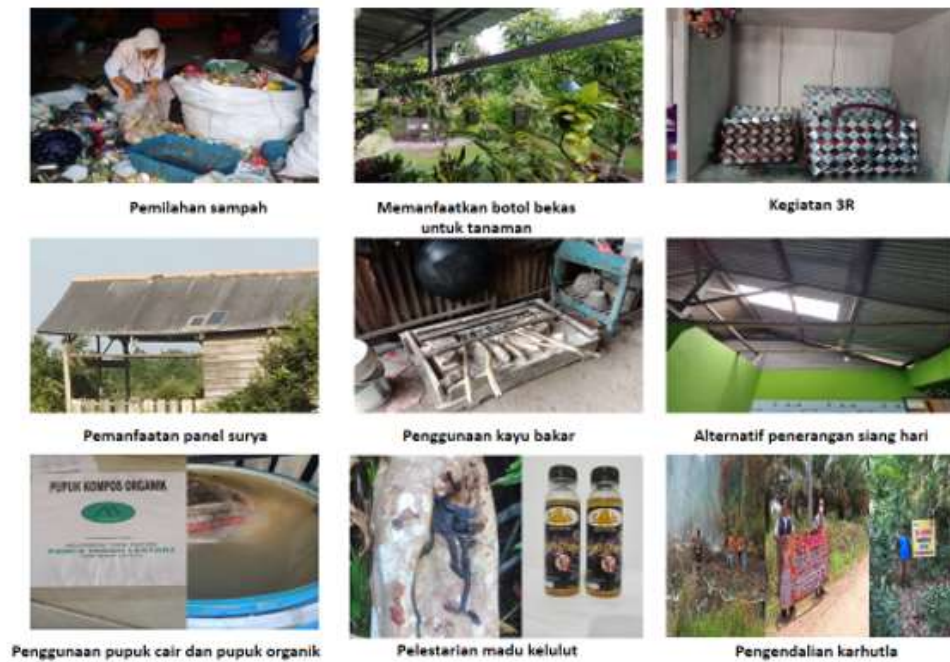 Pemilahan sampah
Memanfaatkan botol bekas
untuk tanaman
Kegiatan 3R
Pemanfaatan panel surya
Penggunaan kayu bakar
Alternatif penerangan siang hari
PUPUK KOMPOS ORGANIK
Penggunaan pupuk cair dan pupuk organik
Pelestarian madu kelulut
Pengendalian karhutla